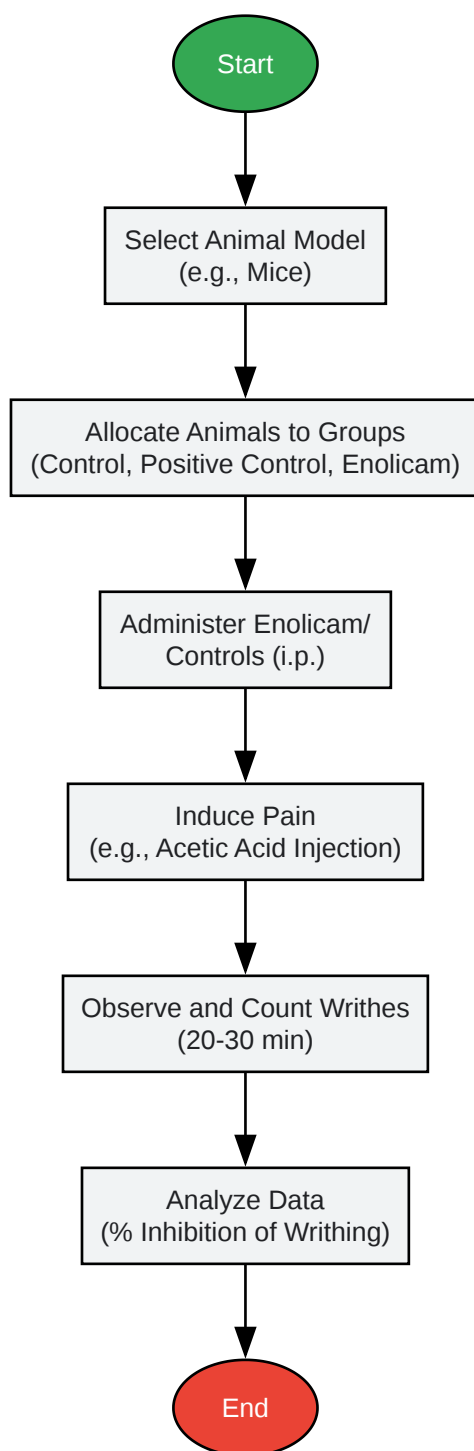 Start
Select Animal Model
(e.g., Mice)
Allocate Animals to Groups
(Control, Positive Control, Enolicam)
Administer Enolicam/
Controls (i.p.)
Induce Pain
(e.g., Acetic Acid Injection)
Observe and Count Writhes
(20-30 min)
Analyze Data
(% Inhibition of Writhing)
End